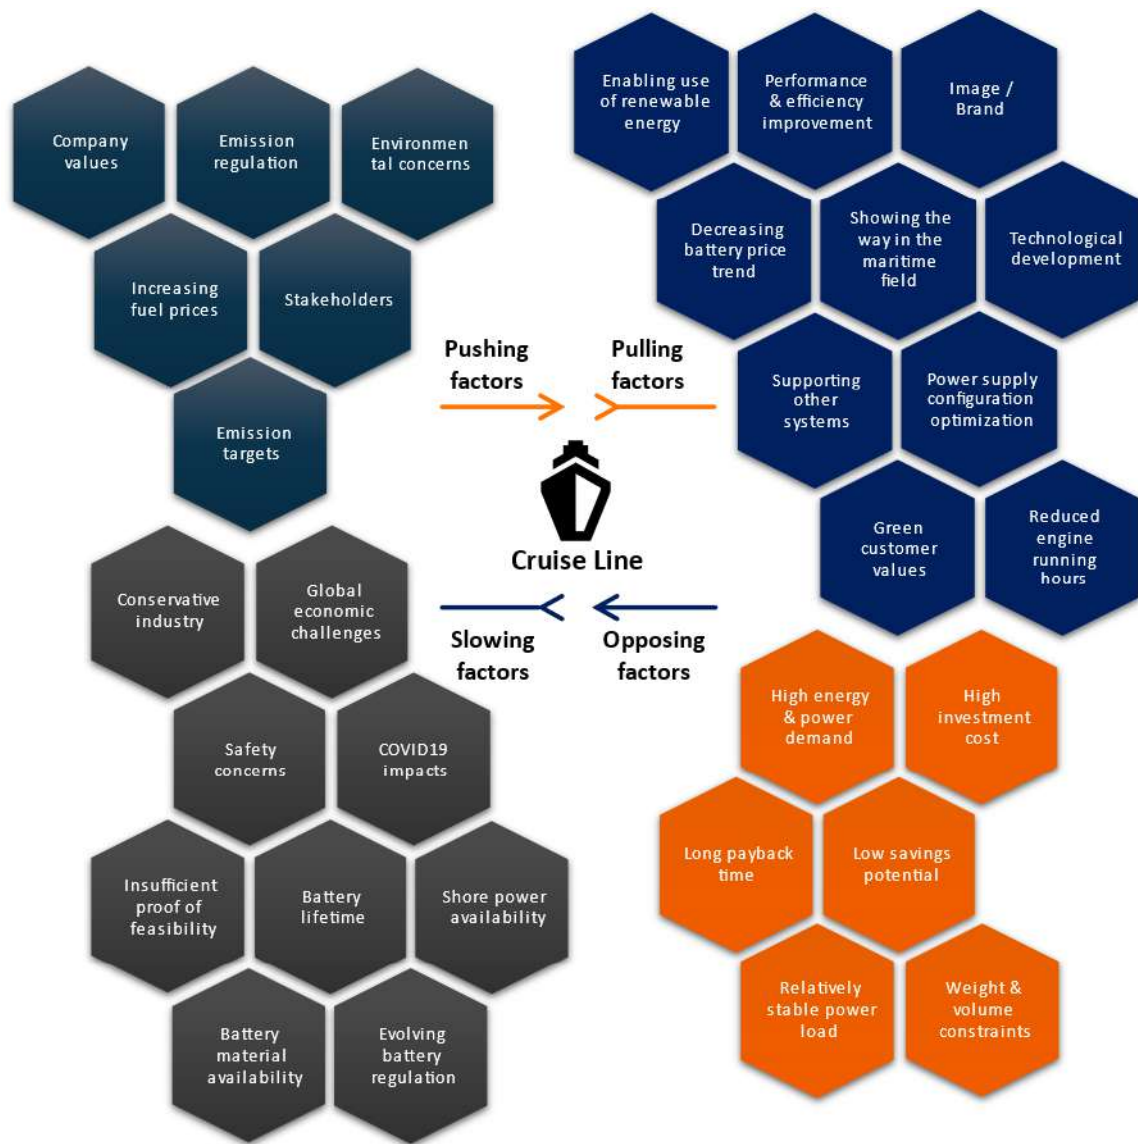 Company
values
Emission
regulation
Environmen
tal concerns
Increasing
fuel prices
Stakeholders
Emission
targets
Enabling use
of renewable
energy
Performance
& efficiency
improvement
Image /
Brand
Decreasing
battery price
trend
Showing the
way in the
maritime
field
Technological
development
Supporting
other
systems
Power supply
configuration
optimization
Green
customer
values
Reduced
engine
running
hours
Pushing
factors
Pulling
factors
Cruise Line
Slowing
factors
Opposing
factors
Conservative
industry
Global
economic
challenges
Safety
concerns
COVID19
impacts
Insufficient
proof of
feasibility
Battery
lifetime
Shore power
availability
Battery
material
availability
Evolving
battery
regulation
High energy
& power
demand
High
investment
cost
Long payback
time
Low savings
potential
Relatively
stable power
load
Weight &
volume
constraints